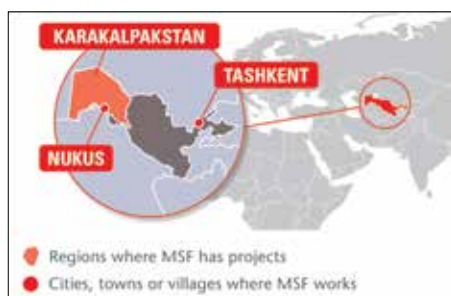 KARAKALPAKSTAN
TASHKENT
NUKUS
Regions where MSF has projects
Cities, towns or villages where MSF works